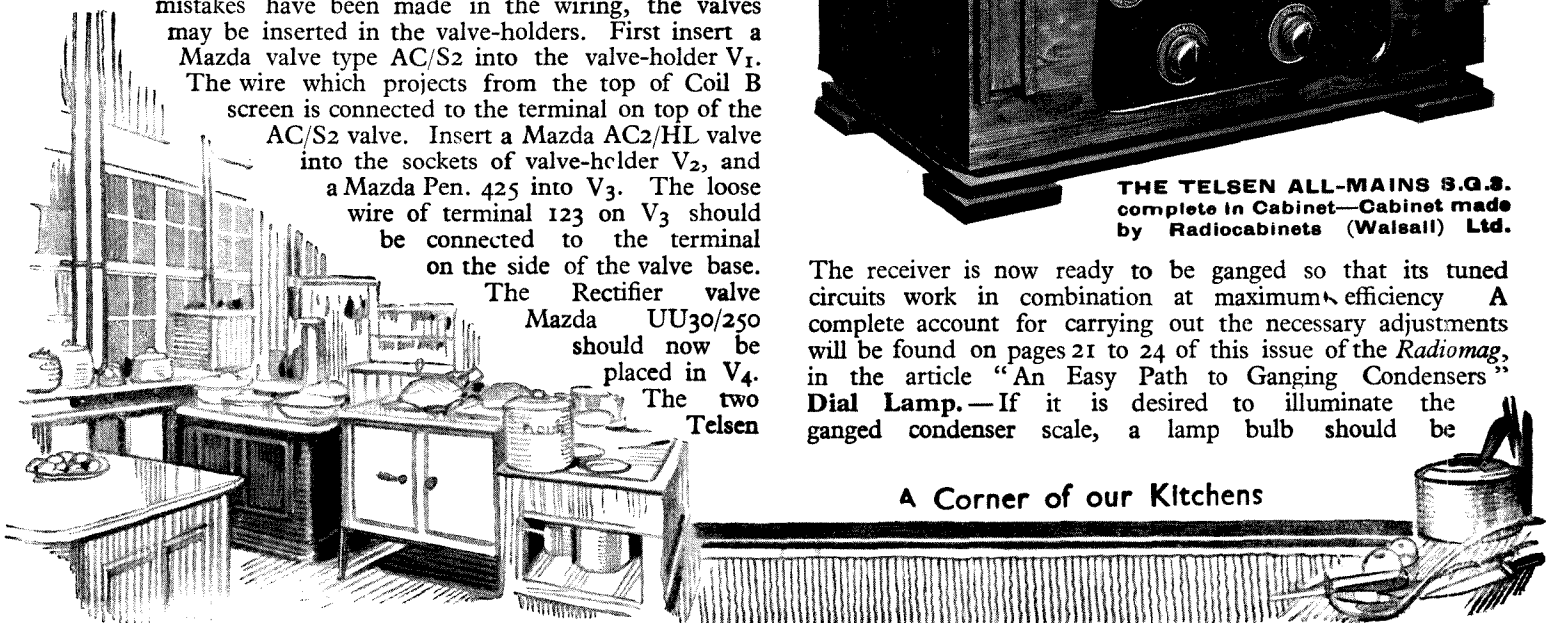 mistakes have been made in the wiring, the valves
may be inserted in the valve-holders. First insert a
Mazda valve type AC/S2 into the valve-holder V1.
The wire which projects from the top of Coil B
screen is connected to the terminal on top of the
AC/S2 valve. Insert a Mazda AC2/HL valve
into the sockets of valve-holder V2, and
a Mazda Pen. 425 into V3. The loose
wire of terminal 123 on V3 should
be connected to the terminal
on the side of the valve base.
The Rectifier valve
Mazda UU30/250
should now be
placed in V4.
The two
Telsen
THE TELSEN ALL-MAINS S.G.3.
complete in Cabinet—Cabinet made
by Radiocabinets (Walsall) Ltd.
The receiver is now ready to be ganged so that its tuned
circuits work in combination at maximum efficiency A
complete account for carrying out the necessary adjustments
will be found on pages 21 to 24 of this issue of the Radiomag,
in the article “An Easy Path to Ganging Condensers”
Dial Lamp.—If it is desired to illuminate the
ganged condenser scale, a lamp bulb should be
A Corner of our Kitchens